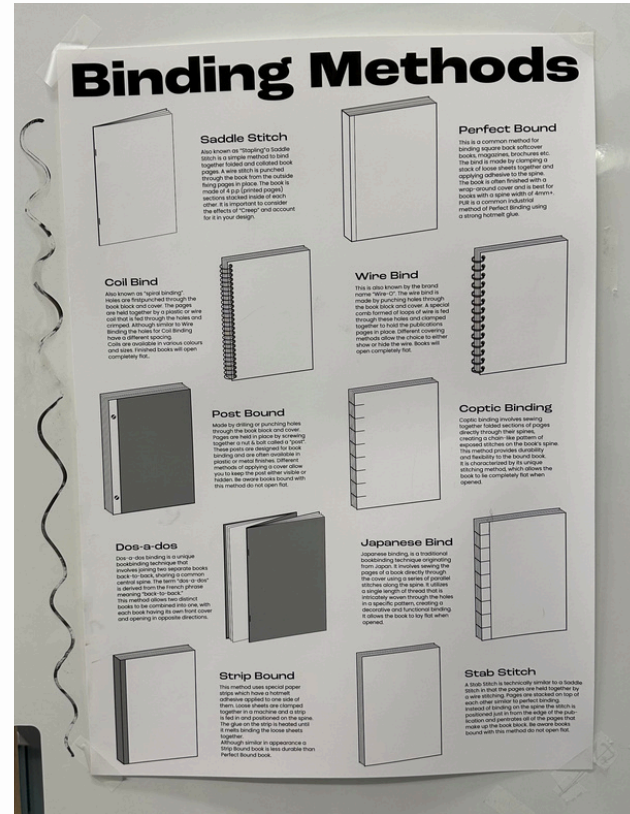 Binding Methods
Saddle Stitch
Also known as "Stapling"a Saddle
Stitch is a simple method to bind
together folded and collated book
pages. A wire stitch is punched
through the book from the outside
fixing pages in place. The book is
made of 4 p.p (printed pages)
sections stacked inside of each
other. It is important to consider
the effects of "Creep" and account
for it in your design.
Perfect Bound
This is a common method for
binding square back softcover
books, magazines, brochures etc.
The bind is made by clamping a
stack of loose sheets together and
applying adhesive to the spine.
The book is often finished with a
wrap-around cover and is best for
books with a spine width of 4mm+.
PUR is a common industrial
method of Perfect Binding using
a strong hotmelt glue.
Coil Bind
Also known as "spiral binding".
Holes are firstpunched through the
book block and cover. The pages
are held together by a plastic or wire
coil that is fed through the holes and
crimped. Although similar to Wire
Binding the holes for Coil Binding
have a different spacing.
Coils are available in various colours
and sizes. Finished books will open
completely flat.
Wire Bind
This is also known by the brand
name "Wire-O". The wire bind is
made by punching holes through
the book block and cover. A special
comb formed of loops of wire is fed
through these holes and clamped
together to hold the publications
pages in place. Different covering
methods allow the choice to either
show or hide the wire. Books will
open completely flat.
Post Bound
Made by drilling or punching holes
through the book block and cover.
Pages are held in place by screwing
together a nut & bolt called a "post".
These posts are designed for book
binding and are often available in
plastic or metal finishes. Different
methods of applying a cover allow
you to keep the post either visible or
hidden. Be aware books bound with
this method do not open flat.
Coptic Binding
Coptic binding involves sewing
together folded sections of pages
directly through their spines,
creating a chain-like pattern of
exposed stitches on the book's spine.
This method provides durability
and flexibility to the bound book.
It is characterized by its unique
stitching method, which allows the
book to lie completely flat when
opened.
Dos-a-dos
Dos-a-dos binding is a unique
bookbinding technique that
involves joining two separate books
back-to-back, sharing a common
central spine. The term "dos-a-dos"
is derived from the French phrase
meaning "back-to-back."
This method allows two distinct
books to be combined into one, with
each book having its own front cover
and opening in opposite directions.
Japanese Bind
Japanese binding, is a traditional
bookbinding technique originating
from Japan. It involves sewing the
pages of a book directly through
the cover using a series of parallel
stitches along the spine. It utilizes
a single length of thread that is
intricately woven through the holes
in a specific pattern, creating a
decorative and functional binding.
It allows the book to lay flat when
opened.
Strip Bound
This method uses special paper
strips which have a hotmelt
adhesive applied to one side of
them. Loose sheets are clamped
together in a machine and a strip
is fed in and positioned on the spine.
The glue on the strip is heated until
it melts binding the loose sheets
together.
Although similar in appearance a
Strip Bound book is less durable than
Perfect Bound book.
Stab Stitch
A Stab Stitch is technically similar to a Saddle
Stitch in that the pages are held together by
a wire stitching. Pages are stacked on top of
each other similar to perfect binding.
Instead of binding on the spine the stitch is
positioned just in from the edge of the pub-
lication and pentrates all of the pages that
make up the book block. Be aware books
bound with this method do not open flat.